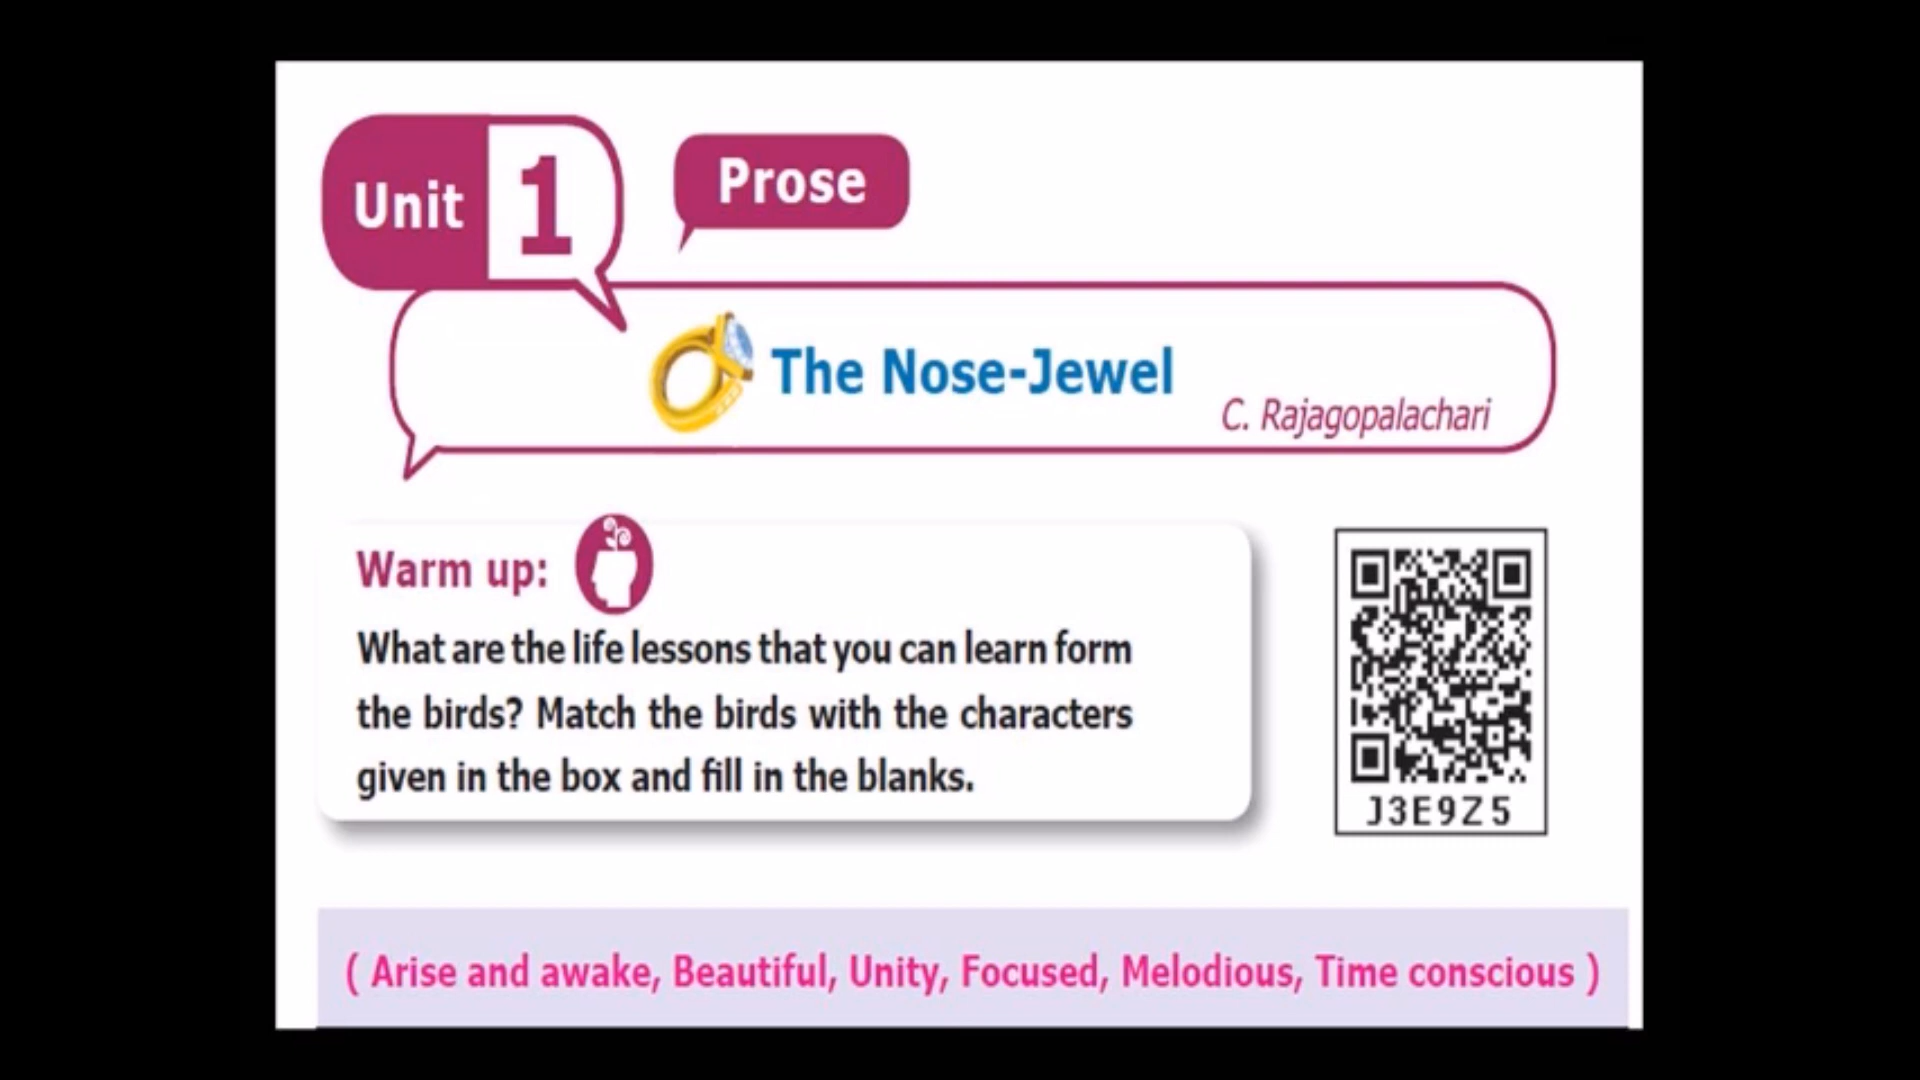 Unit 1
Prose
The Nose-Jewel
C. Rajagopalachari
Warm up:
What are the life lessons that you can learn form
the birds? Match the birds with the characters
given in the box and fill in the blanks.
J3E9Z5
( Arise and awake, Beautiful, Unity, Focused, Melodious, Time conscious )